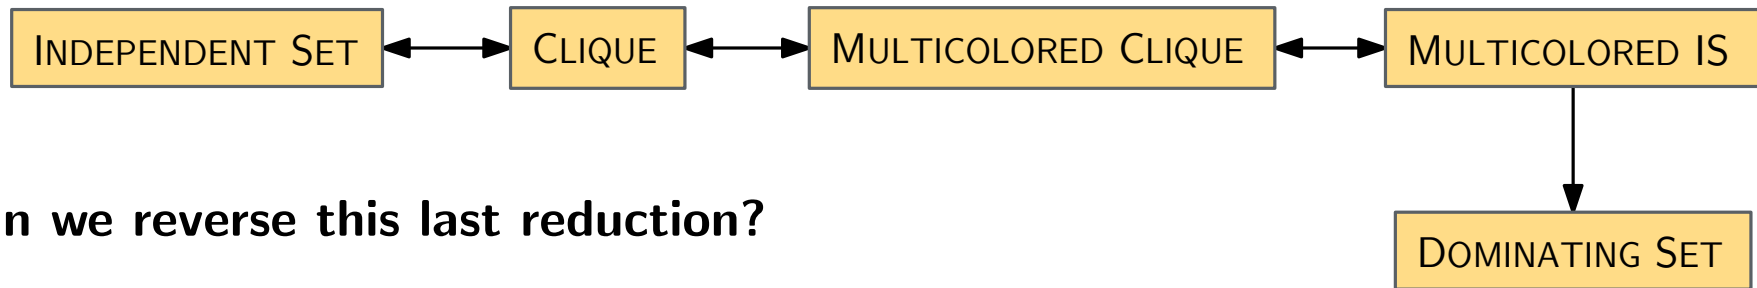 INDEPENDENT SET CLIQUE MULTICOLORED CLIQUE MULTICOLORED IS
n we reverse this last reduction?
DOMINATING SET